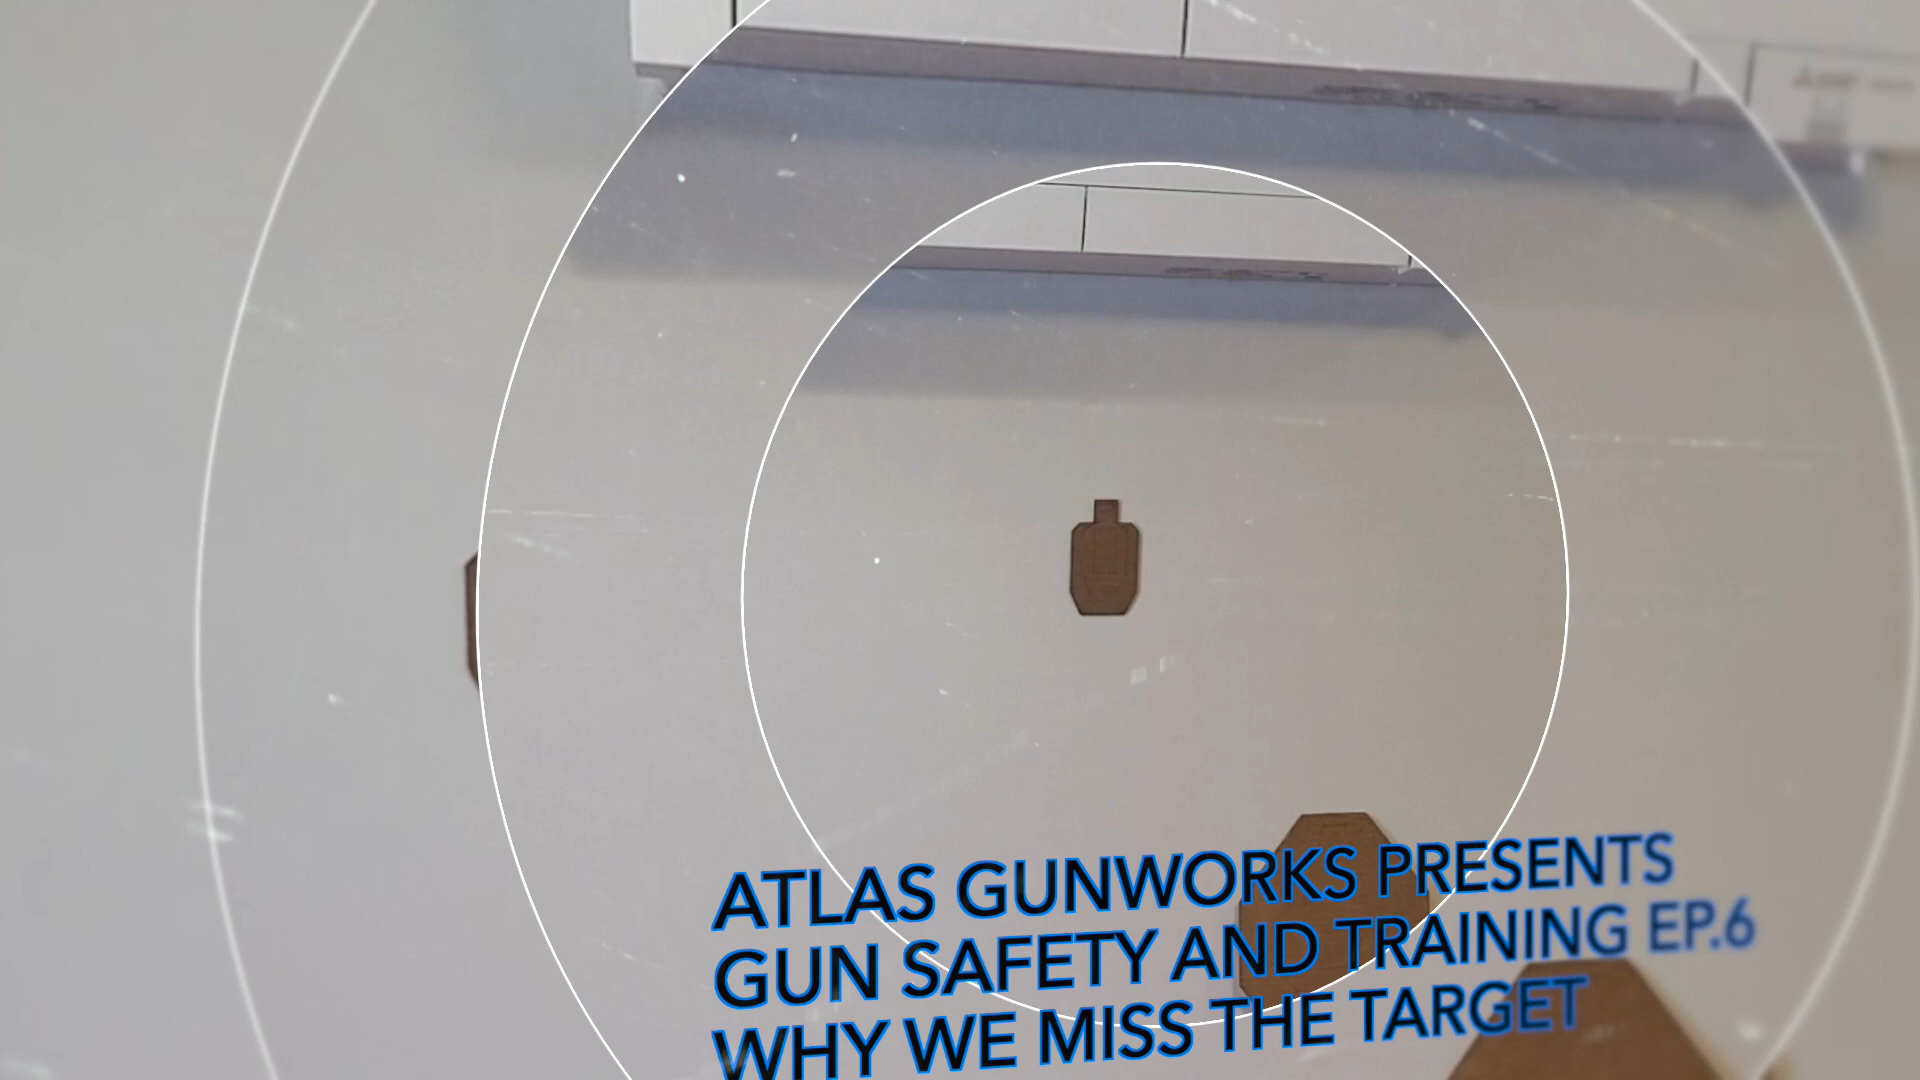 ATLAS GUNWORKS PRESENTS
GUN SAFETY AND TRAINING EP.6
WHY WE MISS THE TARGET